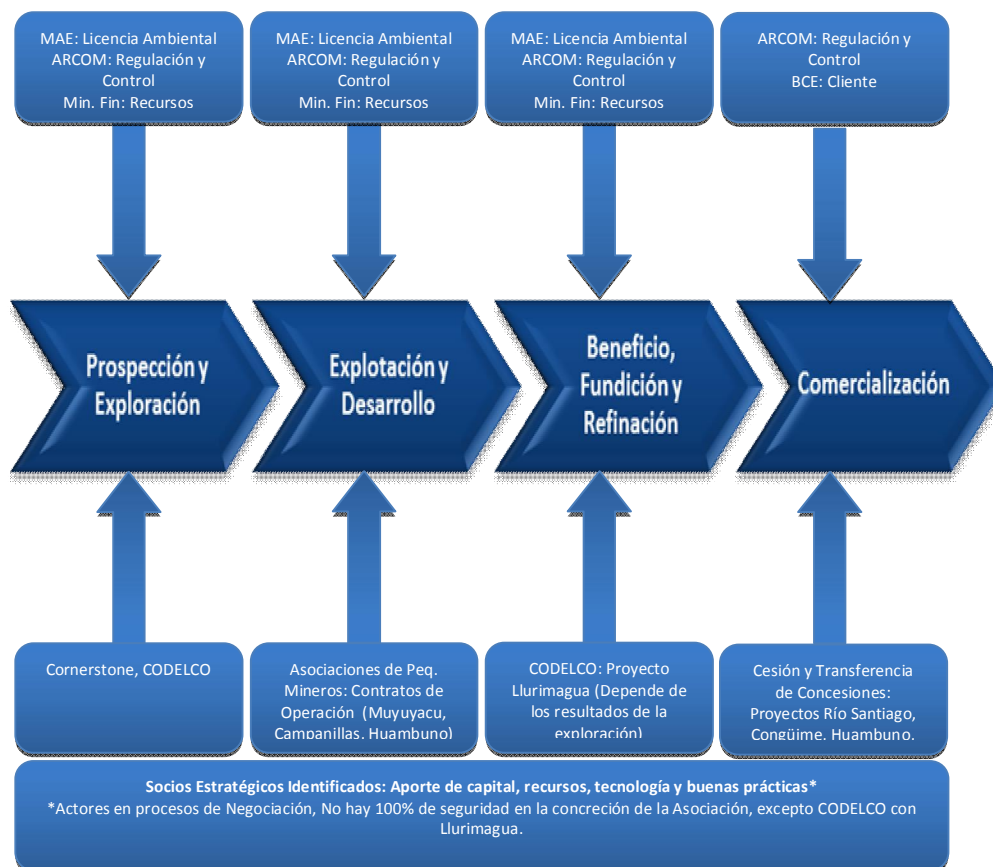 MAE: Licencia Ambiental
ARCOM: Regulación y
Control
Min. Fin: Recursos
MAE: Licencia Ambiental
ARCOM: Regulación y
Control
Min. Fin: Recursos
MAE: Licencia Ambiental
ARCOM: Regulación y
Control
Min. Fin: Recursos
ARCOM: Regulación y
Control
BCE: Cliente
Prospección y
Exploración
Explotación y
Desarrollo
Beneficio,
Fundición y
Refinación
Comercialización
Cornerstone, CODELCO
Asociaciones de Peq.
Mineros: Contratos de
Operación (Muyuyacu,
Campanillas, Huambuno)
CODELCO: Proyecto
Llurimagua (Depende de
los resultados de la
exploración)
Cesión y Transferencia
de Concesiones:
Proyectos Río Santiago,
Congüime, Huambuno,
Socios Estratégicos Identificados: Aporte de capital, recursos, tecnología y buenas prácticas*
*Actores en procesos de Negociación, No hay 100% de seguridad en la concreción de la Asociación, excepto CODELCO con
Llurimagua.